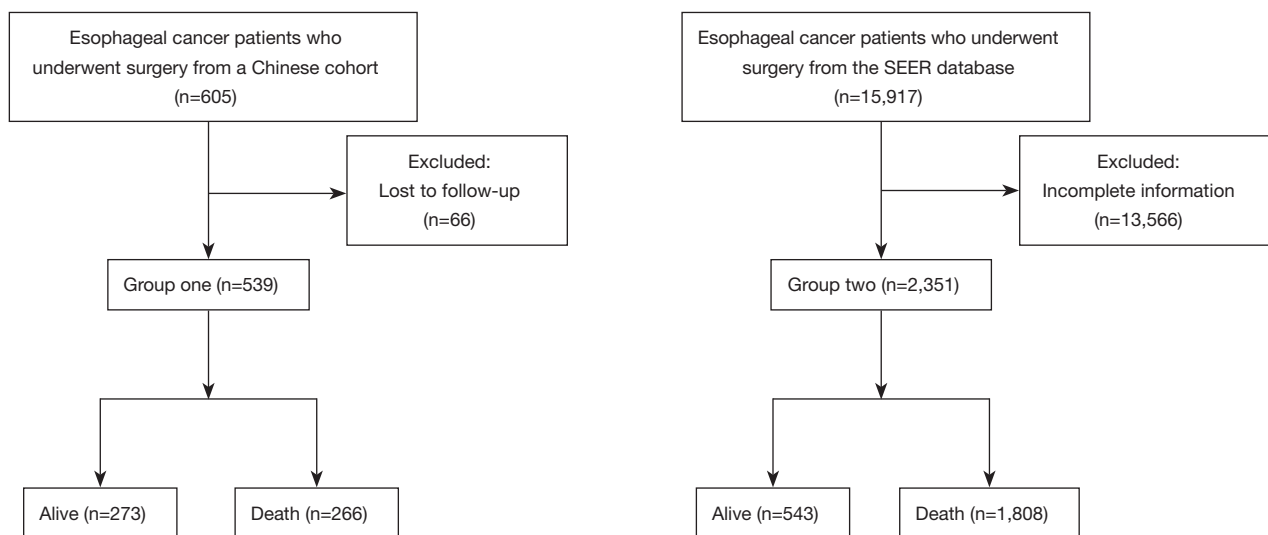 Esophageal cancer patients who
underwent surgery from a Chinese cohort
(n=605)
Excluded:
Lost to follow-up
(n=66)
Group one (n=539)
Alive (n=273)
Death (n=266)
Esophageal cancer patients who underwent
surgery from the SEER database
(n=15,917)
Excluded:
Incomplete information
(n=13,566)
Group two (n=2,351)
Alive (n=543)
Death (n=1,808)